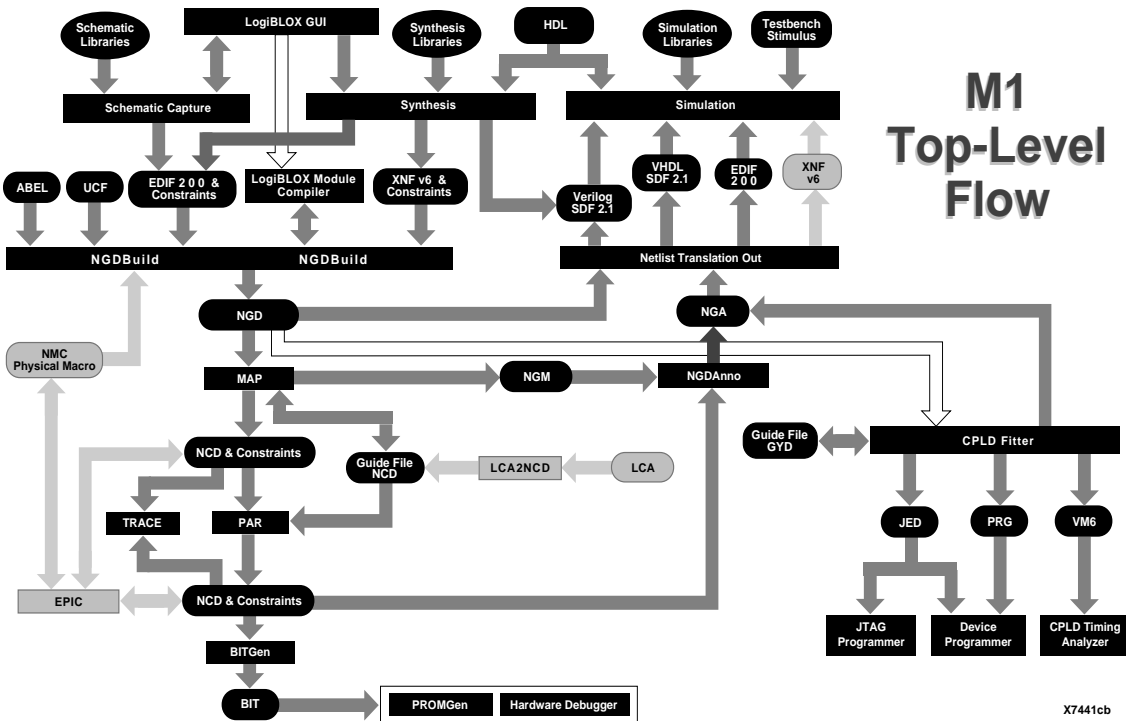 Schematic
Libraries
LogiBLOX GUI
Synthesis
Libraries
HDL
Simulation
Libraries
Testbench
Stimulus
M1
Top-Level
Flow
Schematic Capture
Synthesis
Simulation
ABEL
UCF
EDIF 2 0 0 &
Constraints
LogiBLOX Module
Compiler
XNF v6 &
Constraints
Verilog
SDF 2.1
VHDL
SDF 2.1
EDIF
2 0 0
XNF
v6
NGDBuild
NGDBuild
Netlist Translation Out
NGD
NGA
NMC
Physical Macro
MAP
NGM
NGDAnno
NCD & Constraints
Guide File
NCD
LCA2NCD
LCA
Guide File
GYD
CPLD Fitter
TRACE
PAR
JED
PRG
VM6
EPIC
NCD & Constraints
JTAG
Programmer
Device
Programmer
CPLD Timing
Analyzer
BITGen
BIT
PROMGen
Hardware Debugger
X7441cb